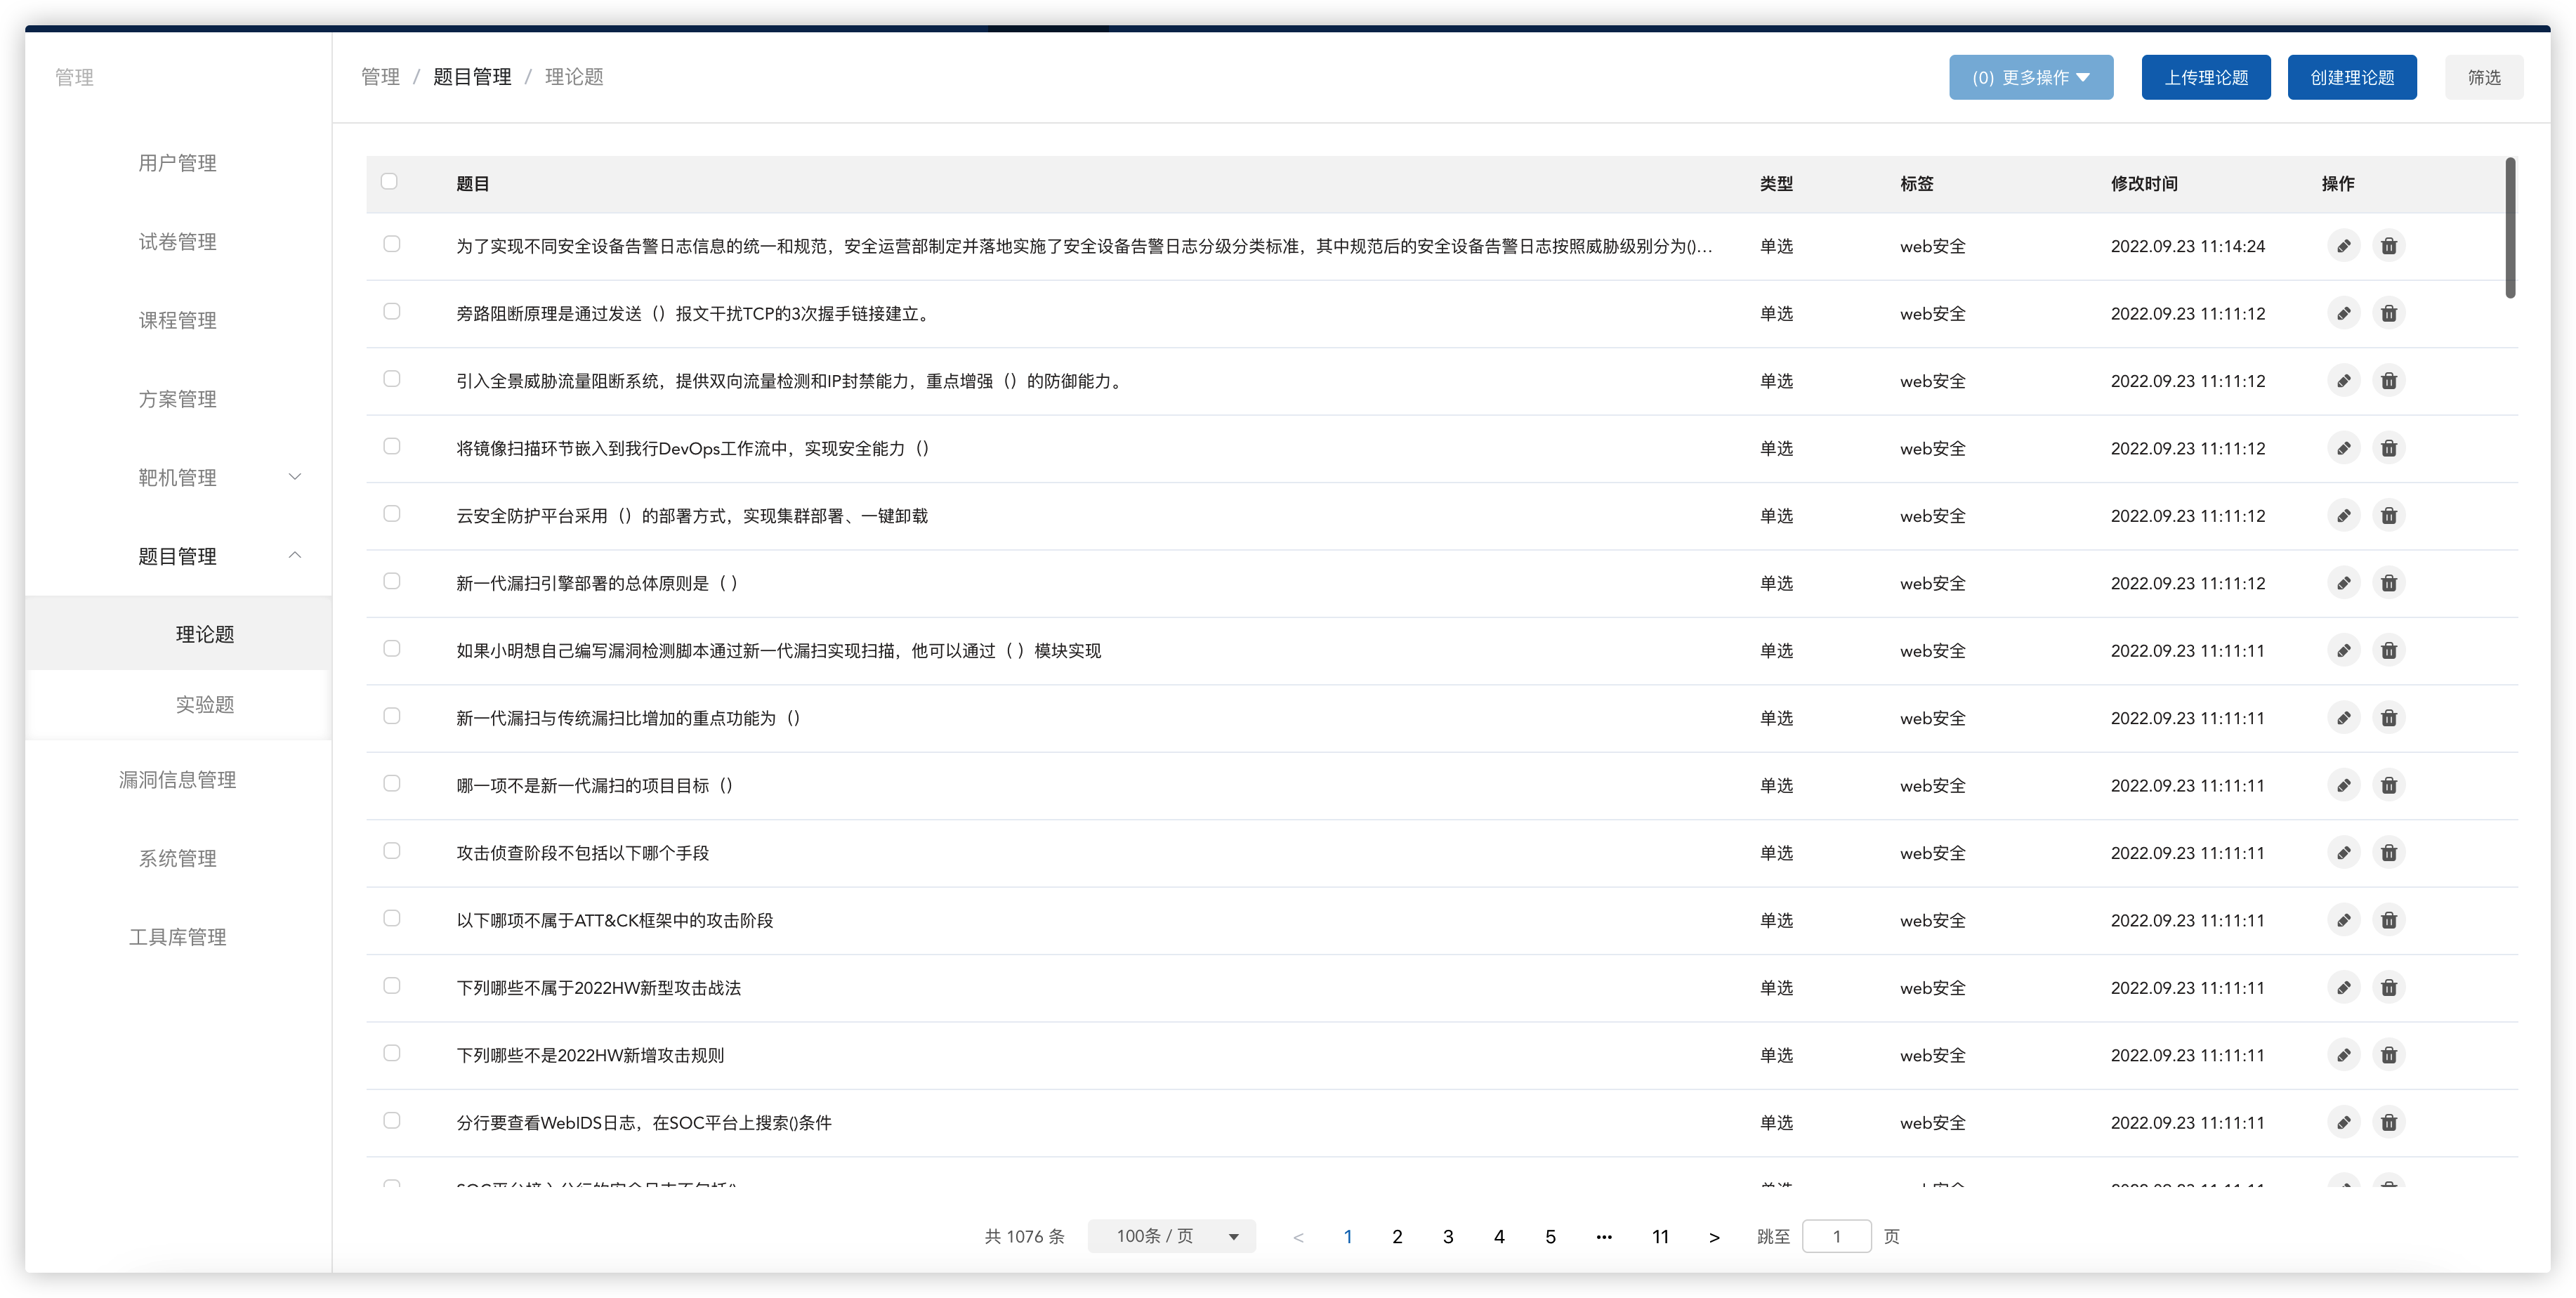 管理
用户管理
试卷管理
课程管理
方案管理
靶机管理
题目管理
理论题
实验题
漏洞信息管理
系统管理
工具库管理
管理 / 题目管理 / 理论题
(0) 更多操作
上传理论题
创建理论题
筛选
题目 类型 标签 修改时间 操作
为了实现不同安全设备告警日志信息的统一和规范，安全运营部制定并落地实施了安全设备告警日志分级分类标准，其中规范后的安全设备告警日志按照威胁级别分为()... 单选 web安全 2022.09.23 11:14:24
旁路阻断原理是通过发送（）报文干扰TCP的3次握手链接建立。 单选 web安全 2022.09.23 11:11:12
引入全景威胁流量阻断系统，提供双向流量检测和IP封禁能力，重点增强（）的防御能力。 单选 web安全 2022.09.23 11:11:12
将镜像扫描环节嵌入到我行DevOps工作流中，实现安全能力（） 单选 web安全 2022.09.23 11:11:12
云安全防护平台采用（）的部署方式，实现集群部署、一键卸载 单选 web安全 2022.09.23 11:11:12
新一代漏扫引擎部署的总体原则是（ ） 单选 web安全 2022.09.23 11:11:12
如果小明想自己编写漏洞检测脚本通过新一代漏扫实现扫描，他可以通过（ ）模块实现 单选 web安全 2022.09.23 11:11:11
新一代漏扫与传统漏扫比增加的重点功能为（） 单选 web安全 2022.09.23 11:11:11
哪一项不是新一代漏扫的项目目标（） 单选 web安全 2022.09.23 11:11:11
攻击侦查阶段不包括以下哪个手段 单选 web安全 2022.09.23 11:11:11
以下哪项不属于ATT&CK框架中的攻击阶段 单选 web安全 2022.09.23 11:11:11
下列哪些不属于2022HW新型攻击战法 单选 web安全 2022.09.23 11:11:11
下列哪些不是2022HW新增攻击规则 单选 web安全 2022.09.23 11:11:11
分行要查看WebIDS日志，在SOC平台上搜索()条件 单选 web安全 2022.09.23 11:11:11
共 1076 条 100条 / 页 < 1 2 3 4 5 ••• 11 > 跳至 1 页